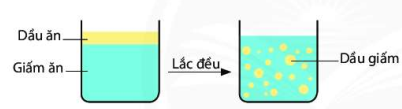 Dầu ăn
Giấm ăn
Lắc đều
Dầu giấm